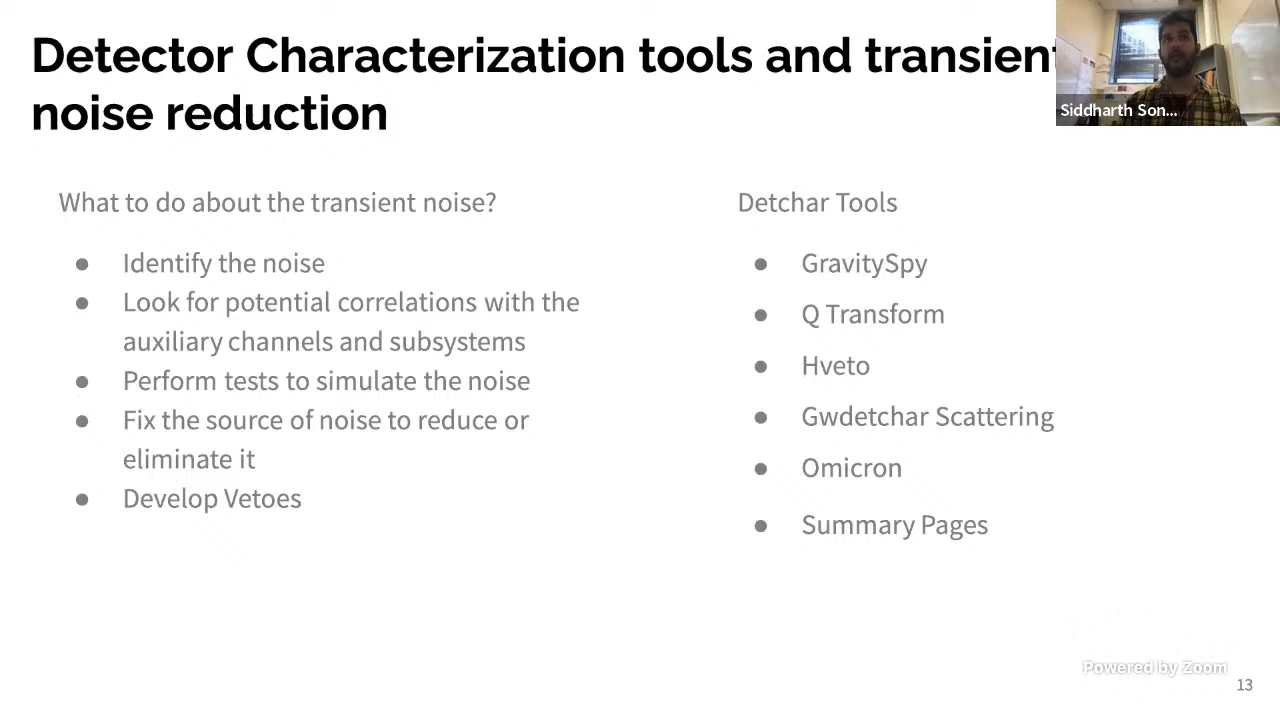 Detector Characterization tools and transient
noise reduction
Siddharth Son...
What to do about the transient noise?
● Identify the noise
● Look for potential correlations with the
auxiliary channels and subsystems
● Perform tests to simulate the noise
● Fix the source of noise to reduce or
eliminate it
● Develop Vetoes
Detchar Tools
● GravitySpy
● Q Transform
● Hveto
● Gwdetchar Scattering
● Omicron
● Summary Pages
Powered by Zoom
13